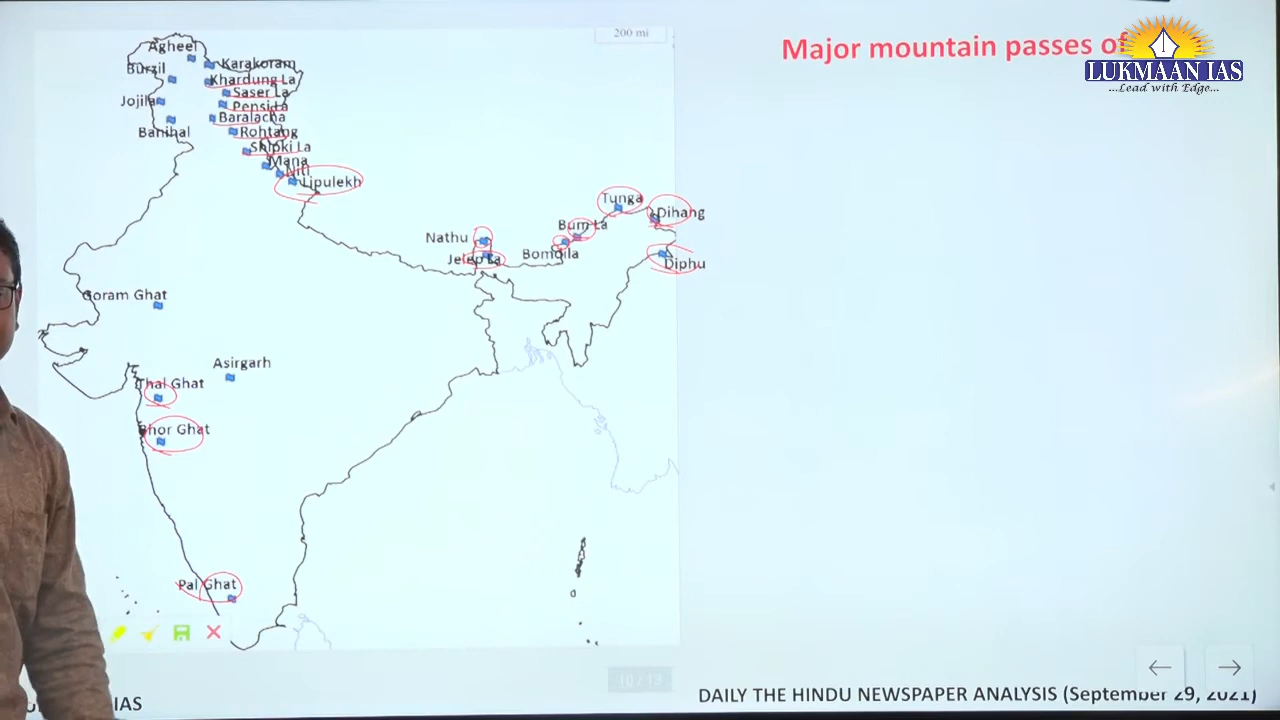 200 mi
Major mountain passes of
LUKMAAN IAS
...Lead with Edge...
Agheel
Karakoram
Burzil
Khardung La
Saser La
Jojila
Pensi La
Baralacha
Banihal
Rohtang
Shipki La
Mana
Niti
Lipulekh
Tunga
Dihang
Bum La
Nathu
Bomdila
Jelep La
Diphu
Goram Ghat
Asirgarh
Thal Ghat
Bhor Ghat
Pal Ghat
10 / 19
IAS
DAILY THE HINDU NEWSPAPER ANALYSIS (September 29, 2021)